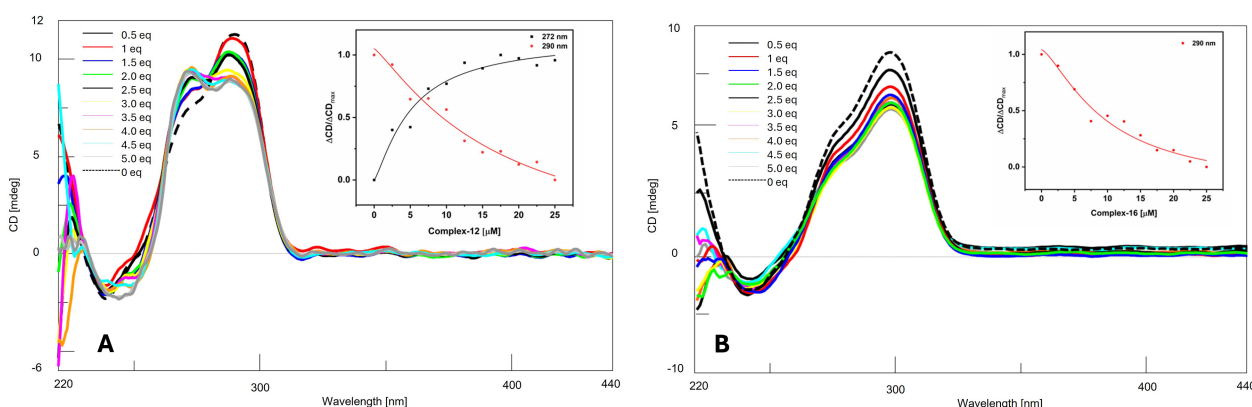 12
10
5
0
-6
CD [mdeg]
0.5 eq
1 eq
1.5 eq
2.0 eq
2.5 eq
3.0 eq
3.5 eq
4.0 eq
4.5 eq
5.0 eq
0 eq
272 nm
290 nm
1.0
0.5
0.0
ΔCD/ΔCDmax
0 5 10 15 20 25
Complex-12 [μM]
A
220 300 400 440
Wavelength [nm]
10
5
0
-10
CD [mdeg]
0.5 eq
1 eq
1.5 eq
2.0 eq
2.5 eq
3.0 eq
3.5 eq
4.0 eq
4.5 eq
5.0 eq
0 eq
290 nm
1.0
0.5
0.0
ΔCD/ΔCDmax
0 5 10 15 20 25
Complex-16 [μM]
B
220 300 400 440
Wavelength [nm]